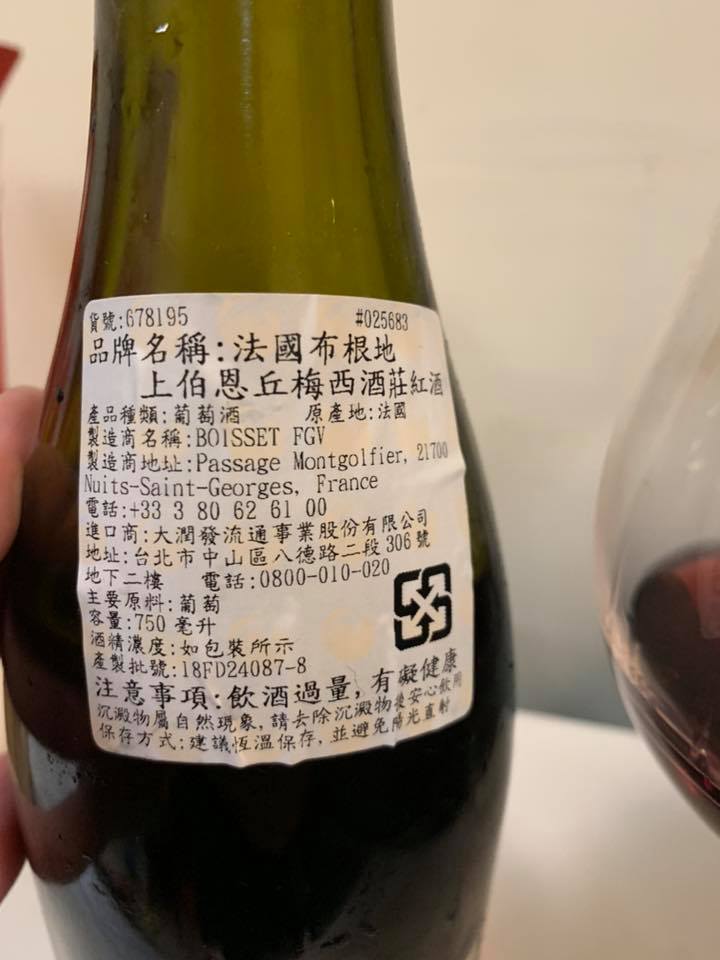 貨號:678195 #025683
品牌名稱:法國布根地
上伯恩丘梅西酒莊紅酒
產品種類:葡萄酒 原產地:法國
製造商名稱:BOISSET FGV
製造商地址:Passage Montgolfier, 21700
Nuits-Saint-Georges, France
電話:+33 3 80 62 61 00
進口商:大潤發流通事業股份有限公司
地址:台北市中山區八德路二段306號
地下二樓 電話:0800-010-020
主要原料:葡萄
容量:750毫升
酒精濃度:如包裝所示
產製批號:18FD24087-8
注意事項:飲酒過量,有礙健康
沉澱物屬自然現象,請去除沉澱物後安心飲用
保存方式:建議恆溫保存,並避免陽光直射